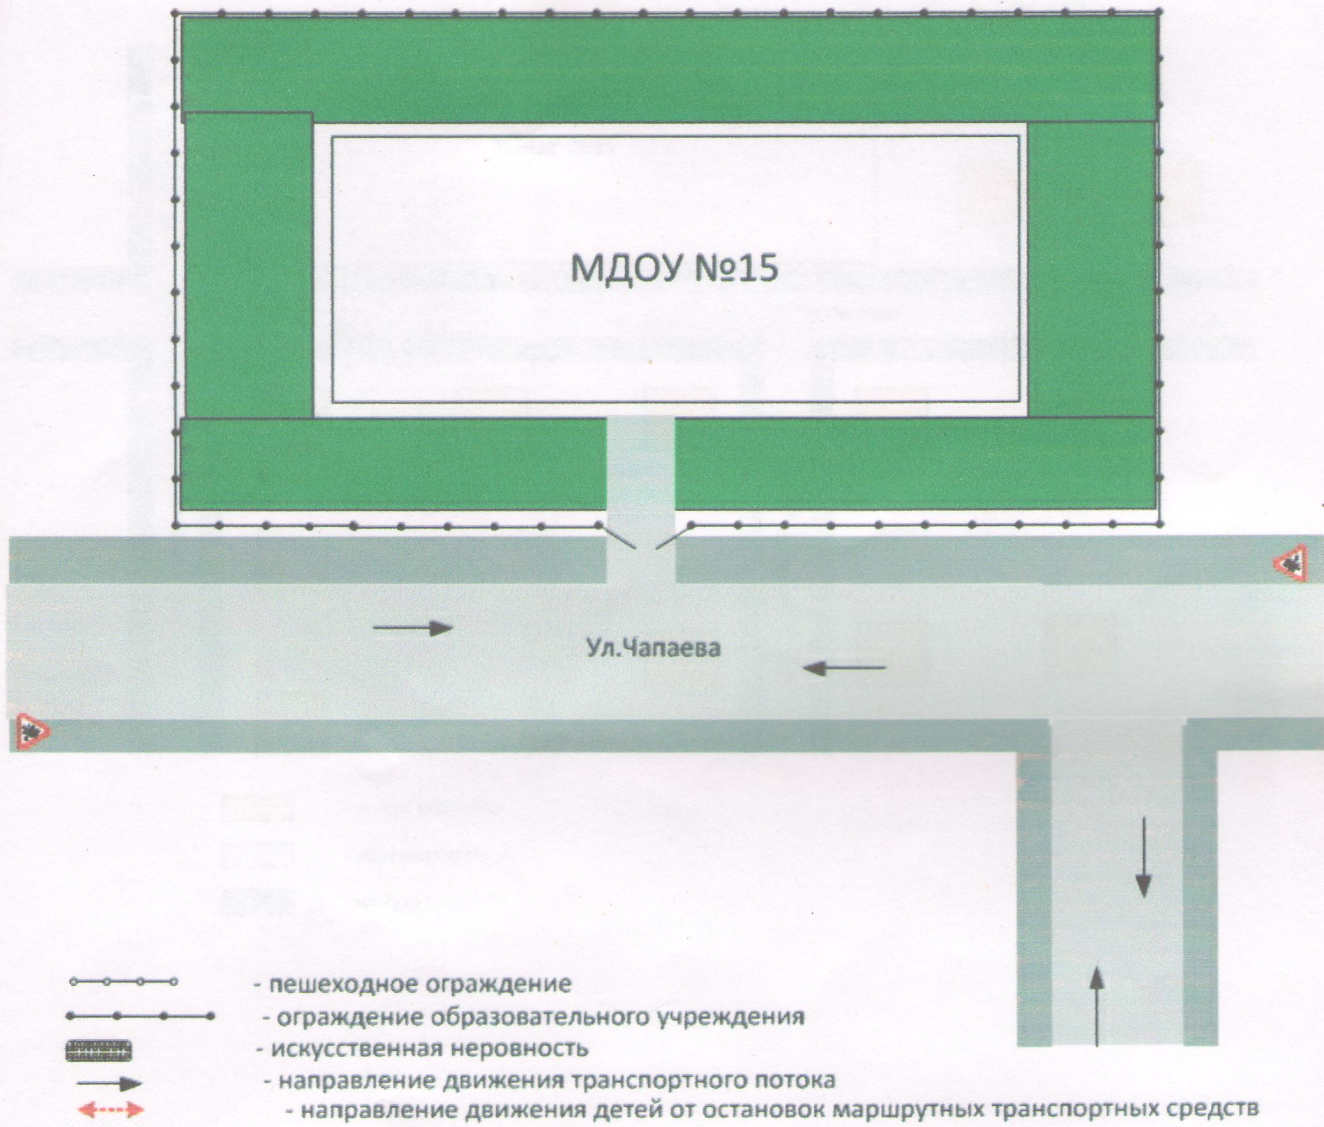 МДОУ №15
Ул.Чапаева
- пешеходное ограждение
- ограждение образовательного учреждения
- искусственная неровность
- направление движения транспортного потока
- направление движения детей от остановок маршрутных транспортных средств